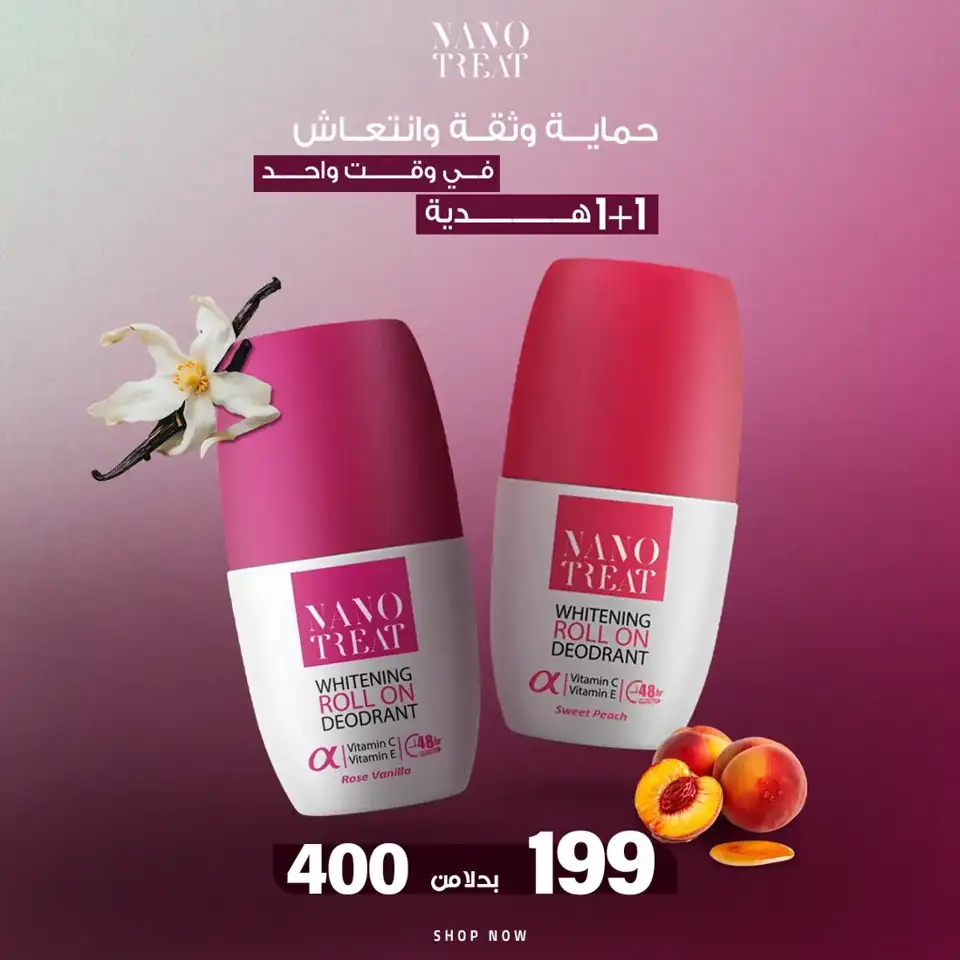 NANO
TREAT
حماية وثقة وانتعاش
في وقت واحد
1+1 هدية
NANO
TREAT
WHITENING
ROLL ON
DEODRANT
α Vitamin C
Vitamin E
48hr
Rose Vanilla
NANO
TREAT
WHITENING
ROLL ON
DEODRANT
α Vitamin C
Vitamin E
48hr
Sweet Peach
199 بدلا من 400
SHOP NOW